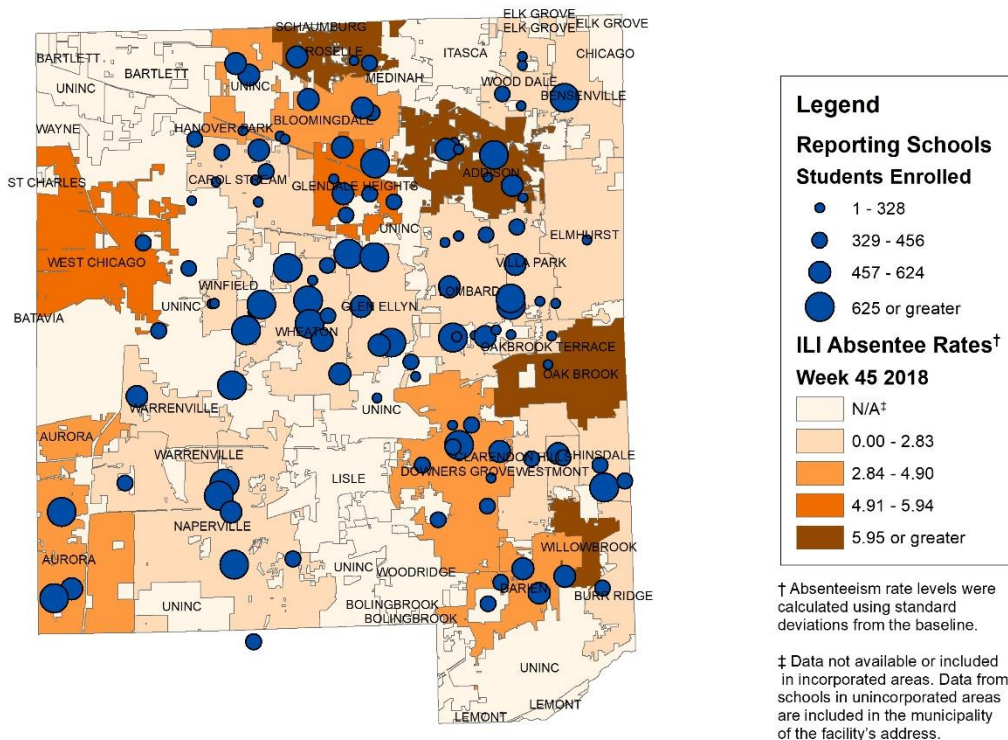 SCHAUMBURG
ELK GROVE
ELK GROVE
ELK GROVE
ROSELLE
ITASCA
CHICAGO
BARTLETT
BARTLETT
MEDINAH
UNINC
UNINC
WOOD DALE
BENSENVILLE
WAYNE
HANOVER PARK
BLOOMINGDALE
ST CHARLES
CAROL STREAM
GLENDALE HEIGHTS
ADDISON
UNINC
ELMHURST
WEST CHICAGO
VILLA PARK
WINFIELD
LOMBARD
BATAVIA
UNINC
GLEN ELLYN
WHEATON
OAKBROOK TERRACE
OAK BROOK
WARRENVILLE
UNINC
AURORA
WARRENVILLE
CLARENDON HILLS
HINSDALE
DOWNERS GROVE
WESTMONT
LISLE
NAPERVILLE
AURORA
UNINC
WOODRIDGE
WILLOWBROOK
DARIEN
BURR RIDGE
UNINC
BOLINGBROOK
BOLINGBROOK
UNINC
LEMONT
LEMONT
Legend
Reporting Schools
Students Enrolled
1 - 328
329 - 456
457 - 624
625 or greater
ILI Absentee Rates†
Week 45 2018
N/A‡
0.00 - 2.83
2.84 - 4.90
4.91 - 5.94
5.95 or greater
† Absenteeism rate levels were
calculated using standard
deviations from the baseline.
‡ Data not available or included
in incorporated areas. Data from
schools in unincorporated areas
are included in the municipality
of the facility's address.